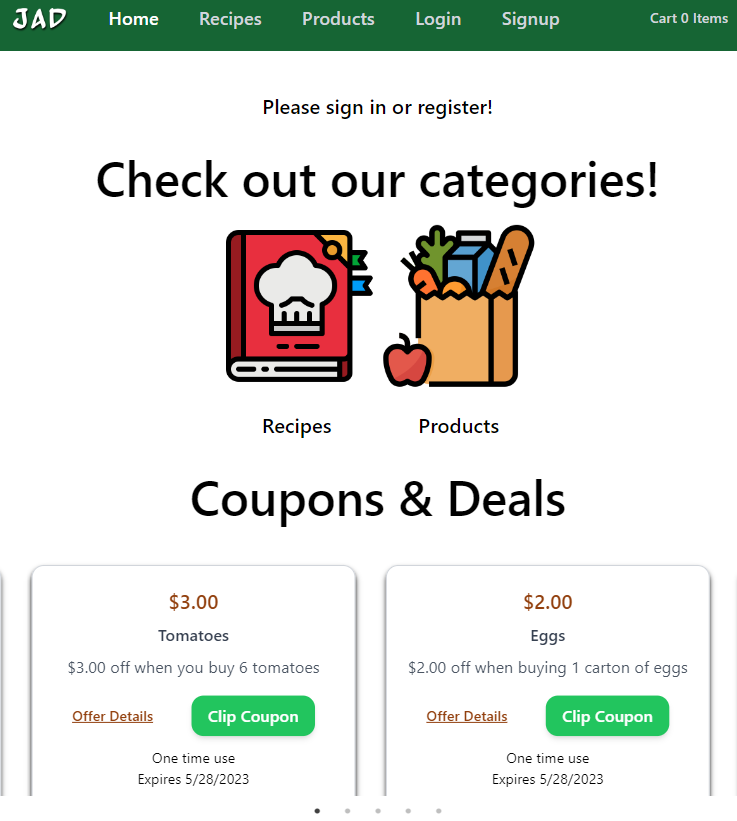 JAD Home Recipes Products Login Signup Cart 0 Items
Please sign in or register!
Check out our categories!
Recipes Products
Coupons & Deals
$3.00
Tomatoes
$3.00 off when you buy 6 tomatoes
Offer Details Clip Coupon
One time use
Expires 5/28/2023
$2.00
Eggs
$2.00 off when buying 1 carton of eggs
Offer Details Clip Coupon
One time use
Expires 5/28/2023